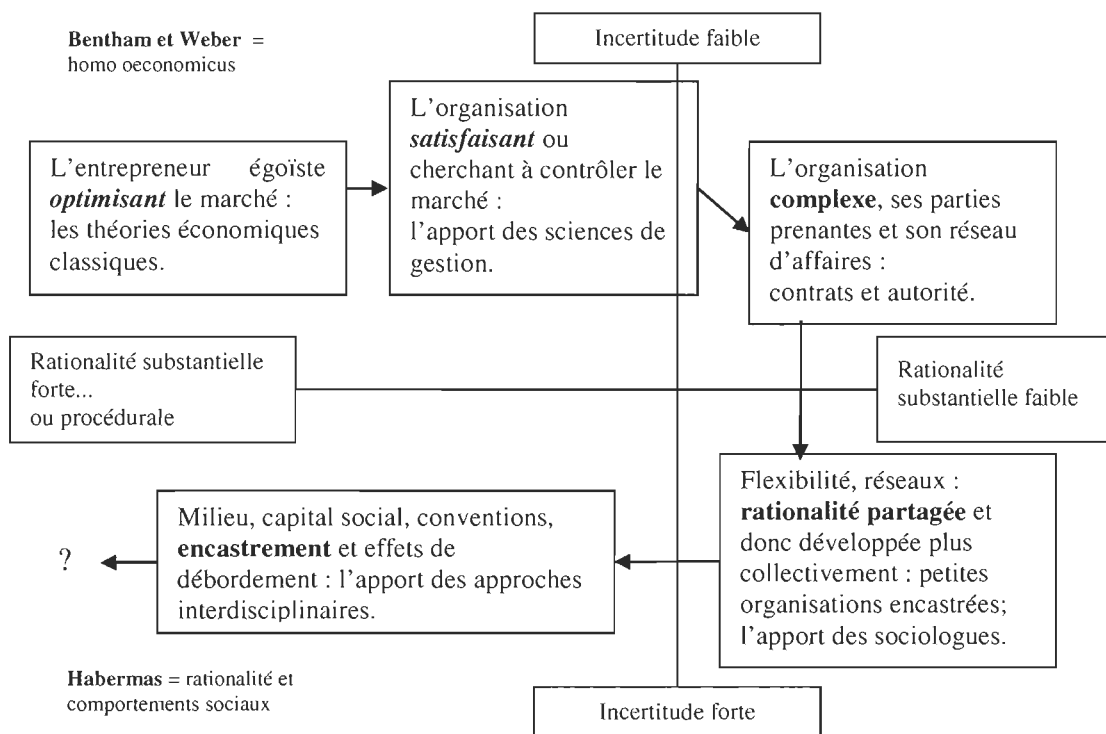 Bentham et Weber =
homo oeconomicus
Incertitude faible
L'entrepreneur égoïste
optimisant le marché :
les théories économiques
classiques.
L'organisation
satisfaisant ou
cherchant à contrôler le
marché :
l'apport des sciences de
gestion.
L'organisation
complexe, ses parties
prenantes et son réseau
d'affaires :
contrats et autorité.
Rationalité substantielle
forte...
ou procédurale
Rationalité
substantielle faible
Flexibilité, réseaux :
rationalité partagée et
donc développée plus
collectivement : petites
organisations encastrées;
l'apport des sociologues.
Milieu, capital social, conventions,
encastrement et effets de
débordement : l'apport des approches
interdisciplinaires.
?
Habermas = rationalité et
comportements sociaux
Incertitude forte